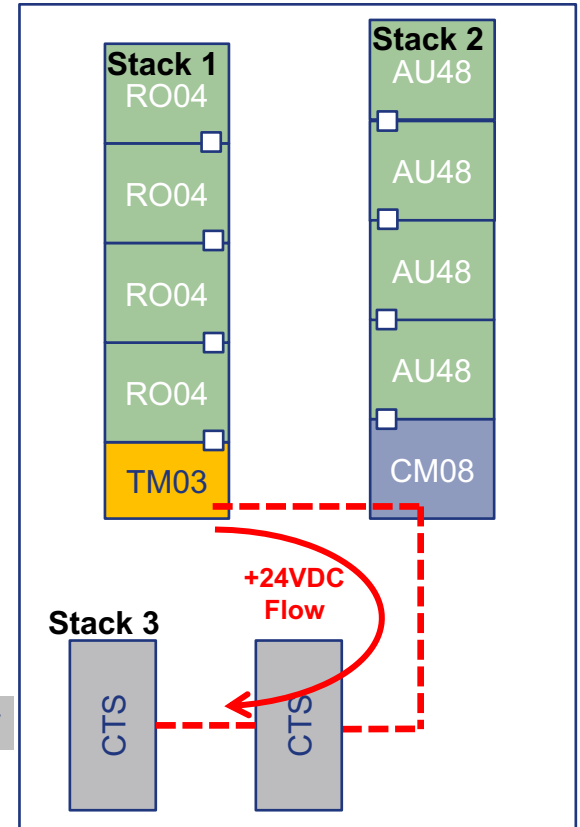 Stack 1
RO04
RO04
RO04
RO04
TM03
Stack 2
AU48
AU48
AU48
AU48
CM08
+24VDC
Flow
Stack 3
CTS
CTS